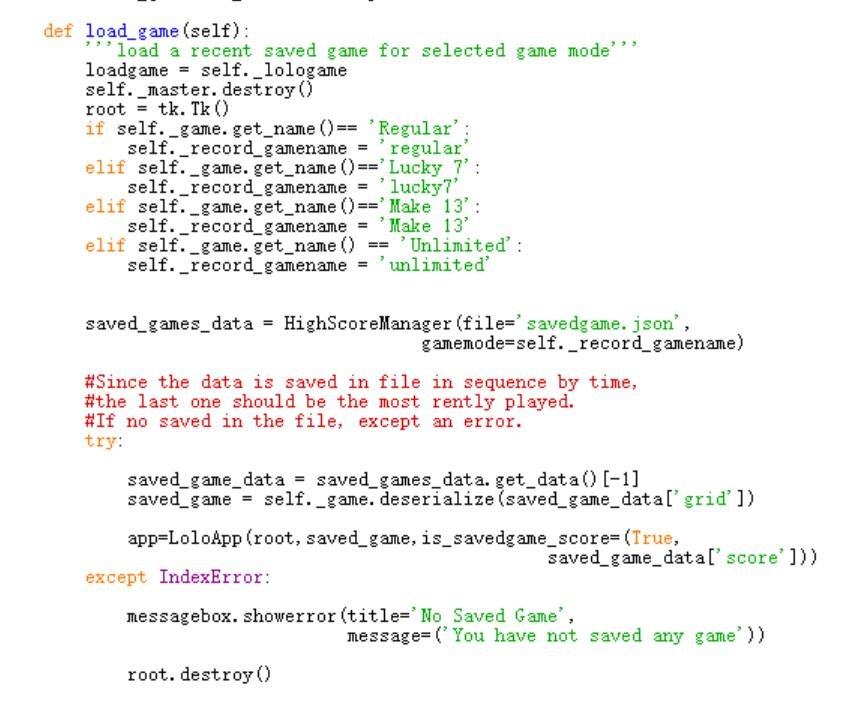 def load_game(self):
    '''load a recent saved game for selected game mode'''
    loadgame = self._lologame
    self._master.destroy()
    root = tk.Tk()
    if self._game.get_name()== 'Regular':
        self._record_gamename = 'regular'
    elif self._game.get_name()=='Lucky 7':
        self._record_gamename = 'lucky7'
    elif self._game.get_name()=='Make 13':
        self._record_gamename = 'Make 13'
    elif self._game.get_name() == 'Unlimited':
        self._record_gamename = 'unlimited'
    saved_games_data = HighScoreManager(file='savedgame.json',
                                    gamemode=self._record_gamename)
    #Since the data is saved in file in sequence by time,
    #the last one should be the most rently played.
    #If no saved in the file, except an error.
    try:
        saved_game_data = saved_games_data.get_data()[-1]
        saved_game = self._game.deserialize(saved_game_data['grid'])
        app=LoloApp(root,saved_game,is_savedgame_score=(True,
                                                saved_game_data['score']))
    except IndexError:
        messagebox.showerror(title='No Saved Game',
                             message=('You have not saved any game'))
        root.destroy()